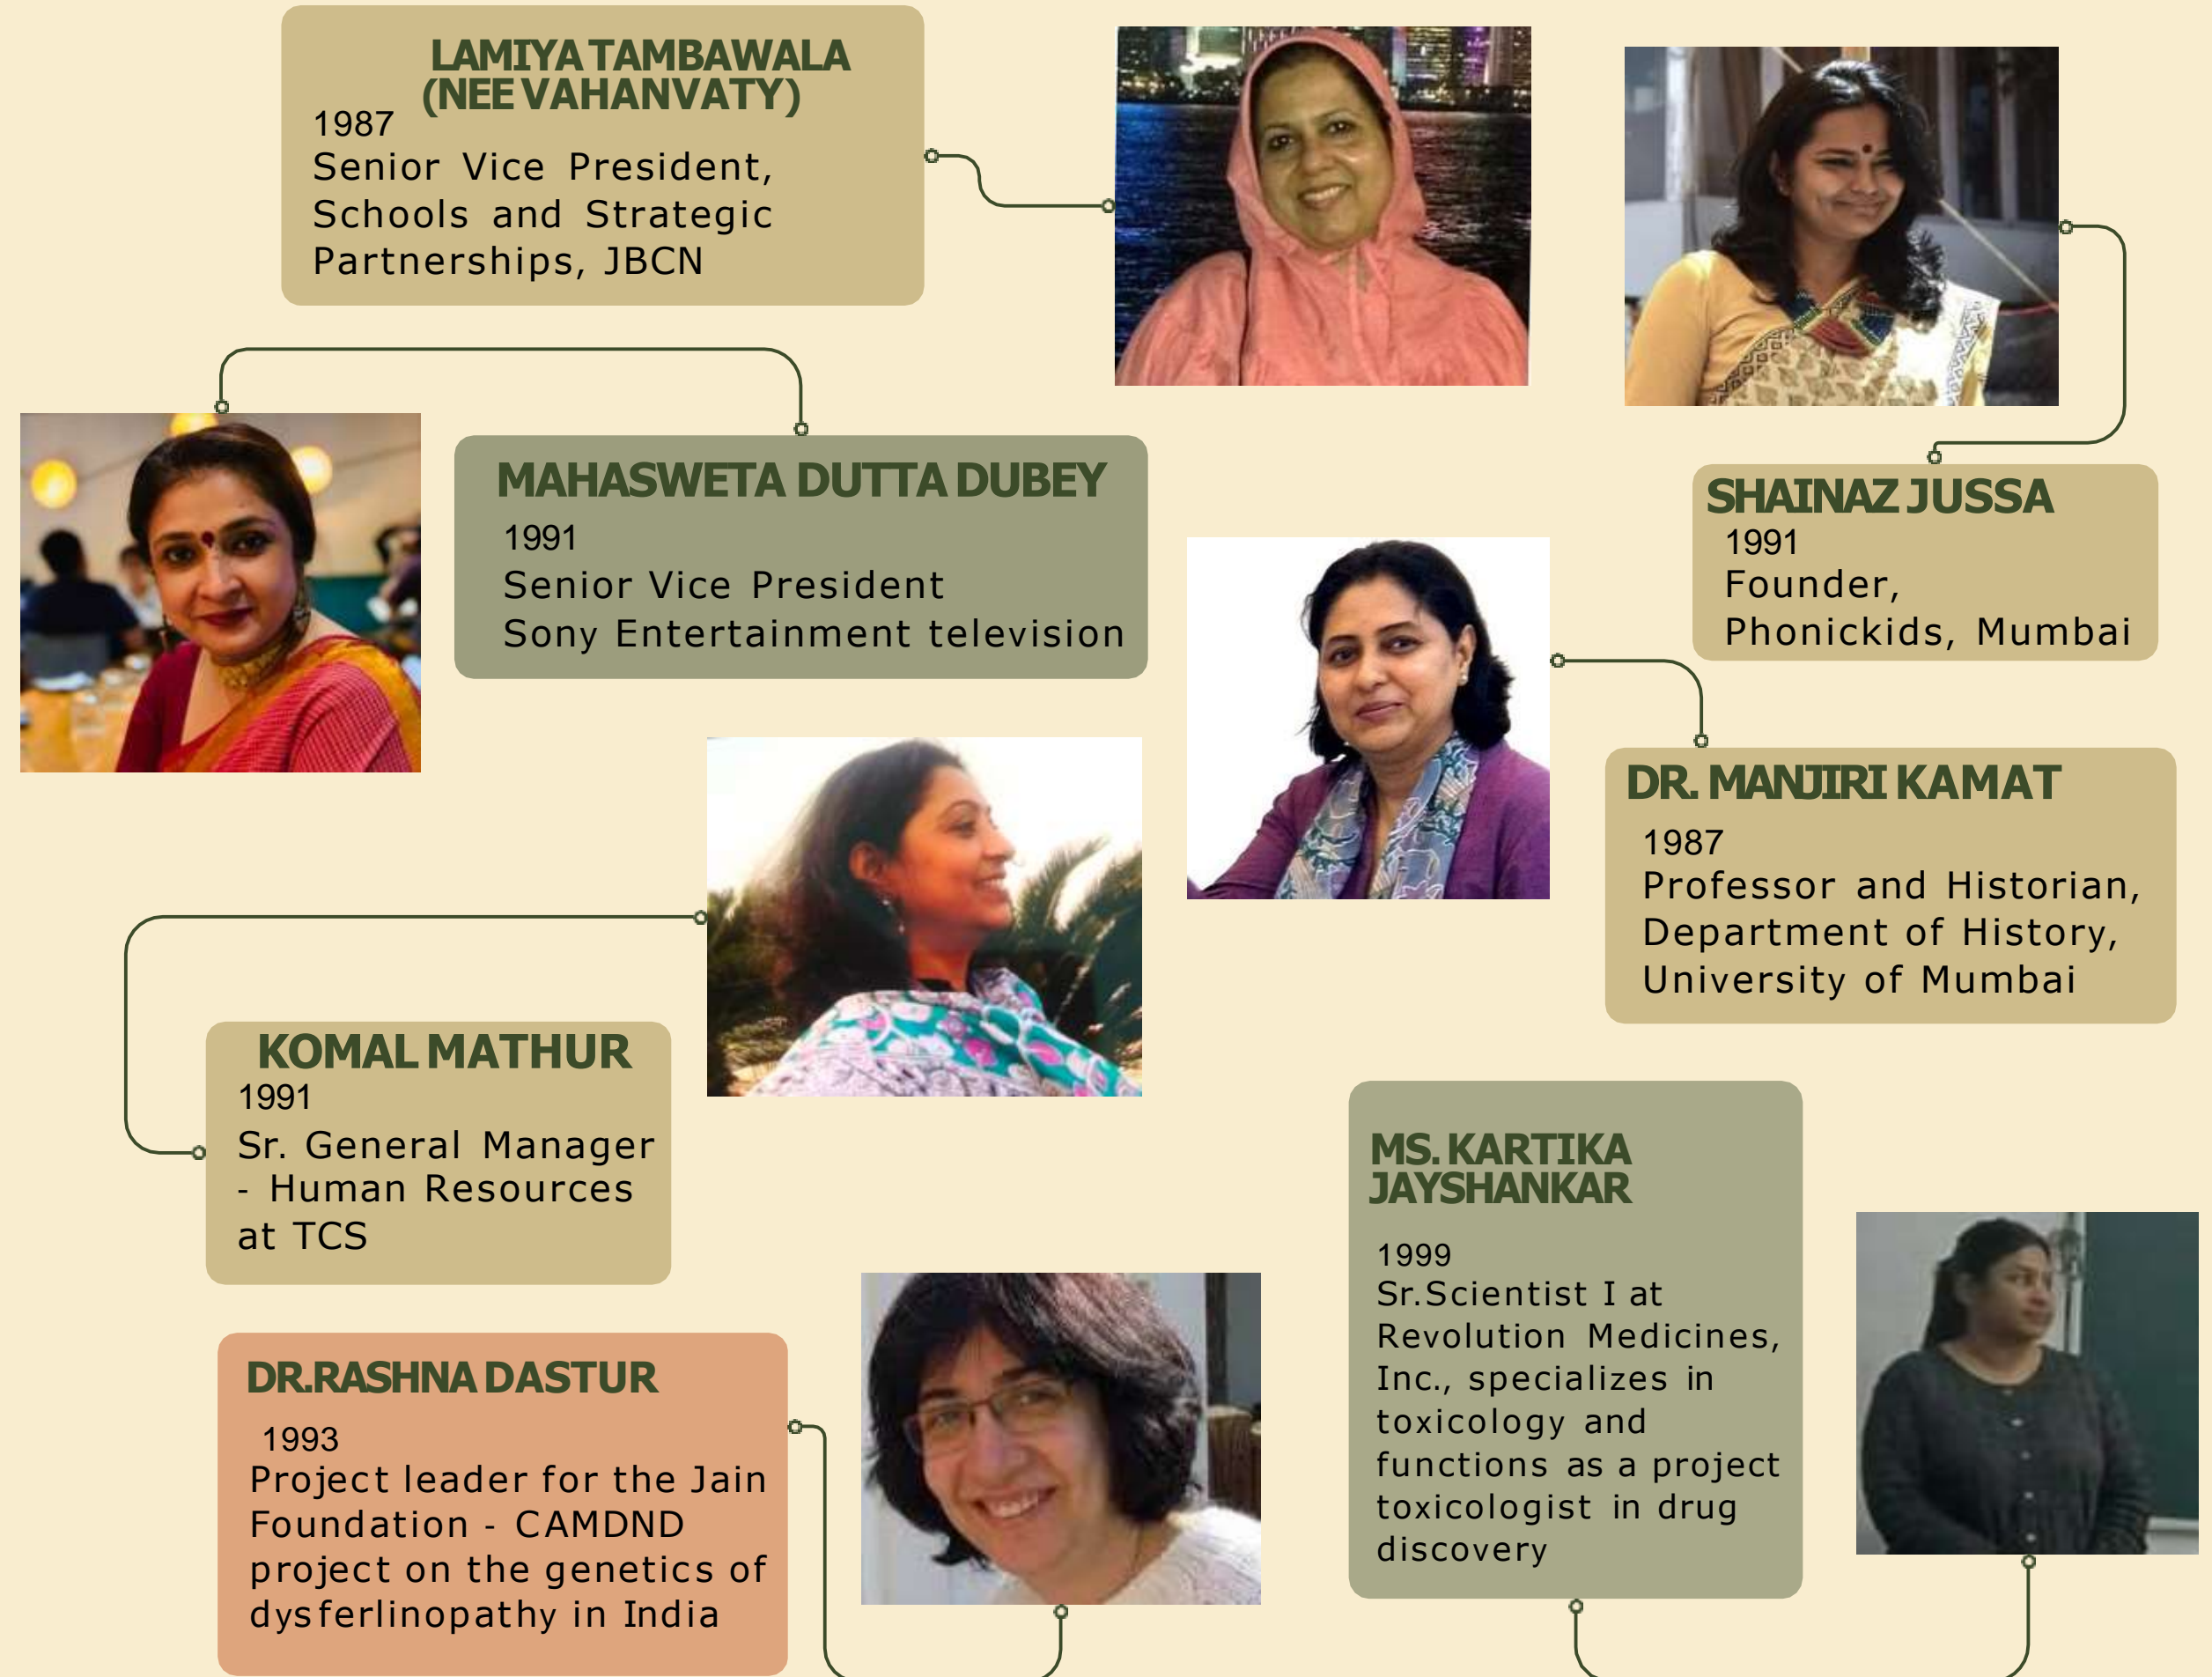 LAMIYA TAMBAWALA
(NEE VAHANVATY)
1987
Senior Vice President,
Schools and Strategic
Partnerships, JBCN
MAHASWETA DUTTA DUBEY
1991
Senior Vice President
Sony Entertainment television
SHAINAZ JUSSA
1991
Founder,
Phonickids, Mumbai
DR. MANJIRI KAMAT
1987
Professor and Historian,
Department of History,
University of Mumbai
KOMAL MATHUR
1991
Sr. General Manager
- Human Resources
at TCS
MS. KARTIKA
JAYSHANKAR
1999
Sr.Scientist I at
Revolution Medicines,
Inc., specializes in
toxicology and
functions as a project
toxicologist in drug
discovery
DR.RASHNA DASTUR
1993
Project leader for the Jain
Foundation - CAMDND
project on the genetics of
dysferlinopathy in India